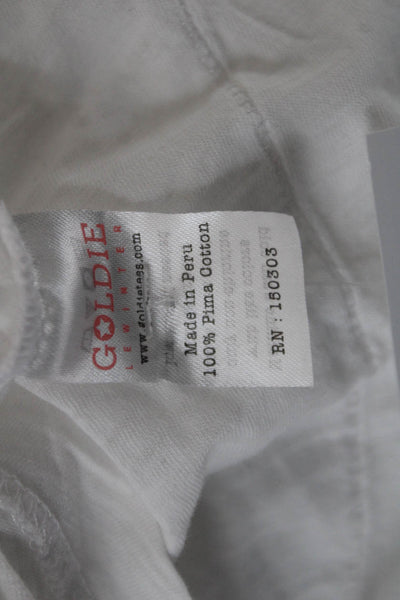 GOLDIE
LEWINTER
www.goldietees.com
Made in Peru
100% Pima Cotton
RN : 150303